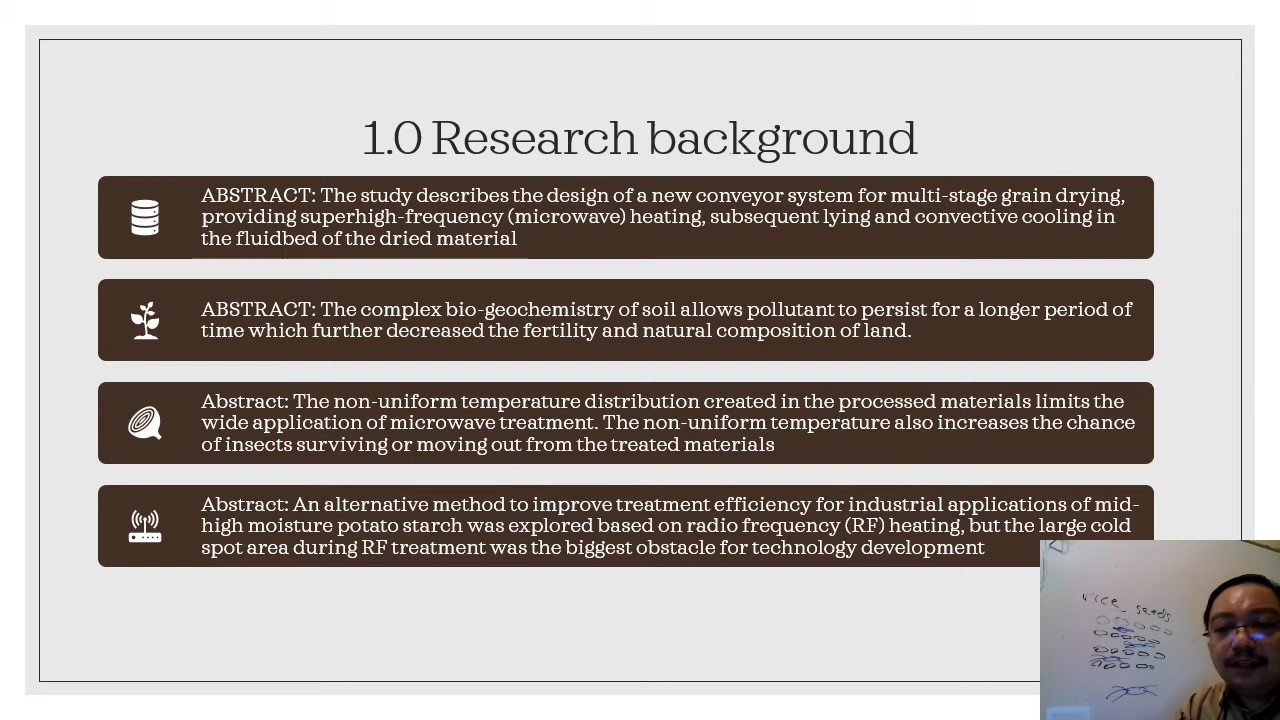 1.0 Research background
ABSTRACT: The study describes the design of a new conveyor system for multi-stage grain drying,
providing superhigh-frequency (microwave) heating, subsequent lying and convective cooling in
the fluidbed of the dried material
ABSTRACT: The complex bio-geochemistry of soil allows pollutant to persist for a longer period of
time which further decreased the fertility and natural composition of land.
Abstract: The non-uniform temperature distribution created in the processed materials limits the
wide application of microwave treatment. The non-uniform temperature also increases the chance
of insects surviving or moving out from the treated materials
Abstract: An alternative method to improve treatment efficiency for industrial applications of mid-
high moisture potato starch was explored based on radio frequency (RF) heating, but the large cold
spot area during RF treatment was the biggest obstacle for technology development
rice seeds